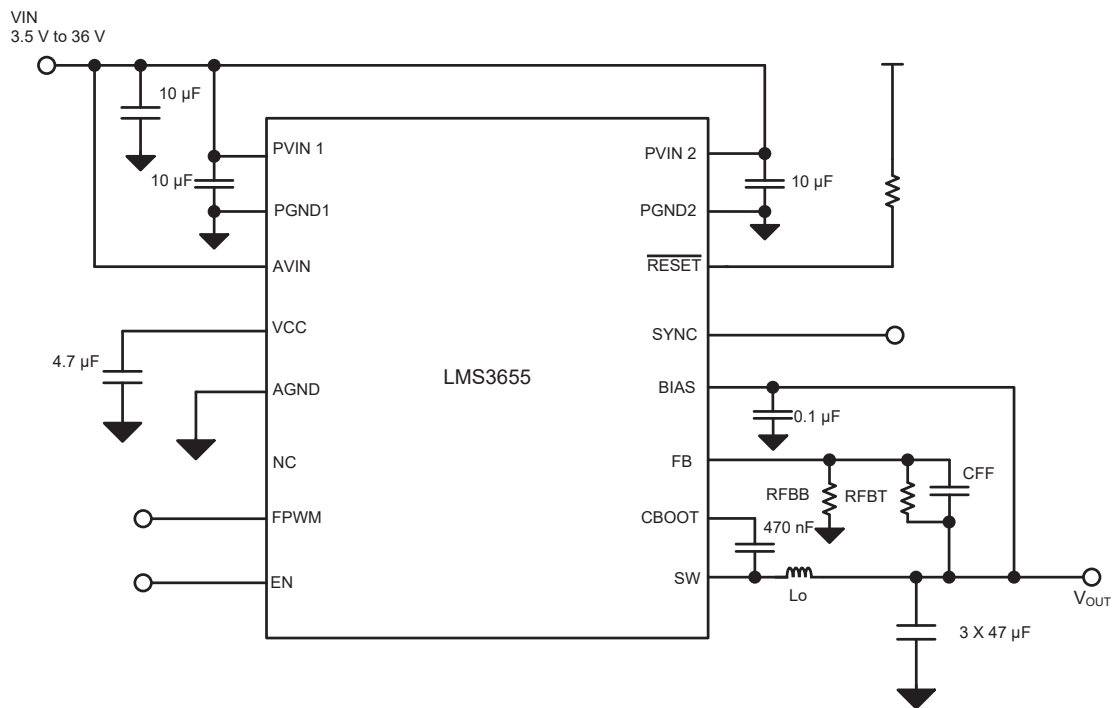 VIN
3.5 V to 36 V
10 µF
10 µF
10 µF
PVIN 1
PVIN 2
PGND1
PGND2
AVIN
RESET
VCC
SYNC
4.7 µF
LMS3655
AGND
BIAS
0.1 µF
NC
FB
CFF
RFBB
RFBT
FPWM
CBOOT
470 nF
EN
SW
Lo
VOUT
3 X 47 µF